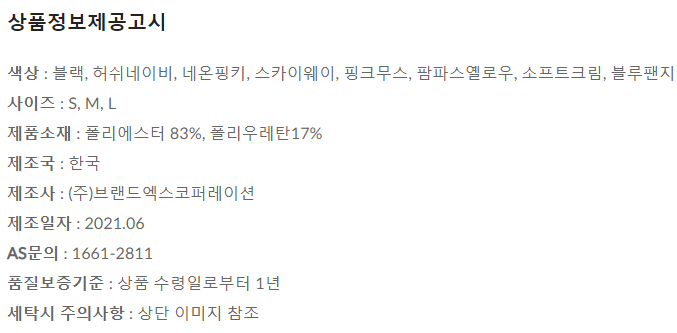 상품정보제공고시
색상 : 블랙, 허쉬네이비, 네온핑키, 스카이웨이, 핑크무스, 팜파스옐로우, 소프트크림, 블루팬지
사이즈 : S, M, L
제품소재 : 폴리에스터 83%, 폴리우레탄17%
제조국 : 한국
제조사 : (주)브랜드엑스코퍼레이션
제조일자 : 2021.06
AS문의 : 1661-2811
품질보증기준 : 상품 수령일로부터 1년
세탁시 주의사항 : 상단 이미지 참조